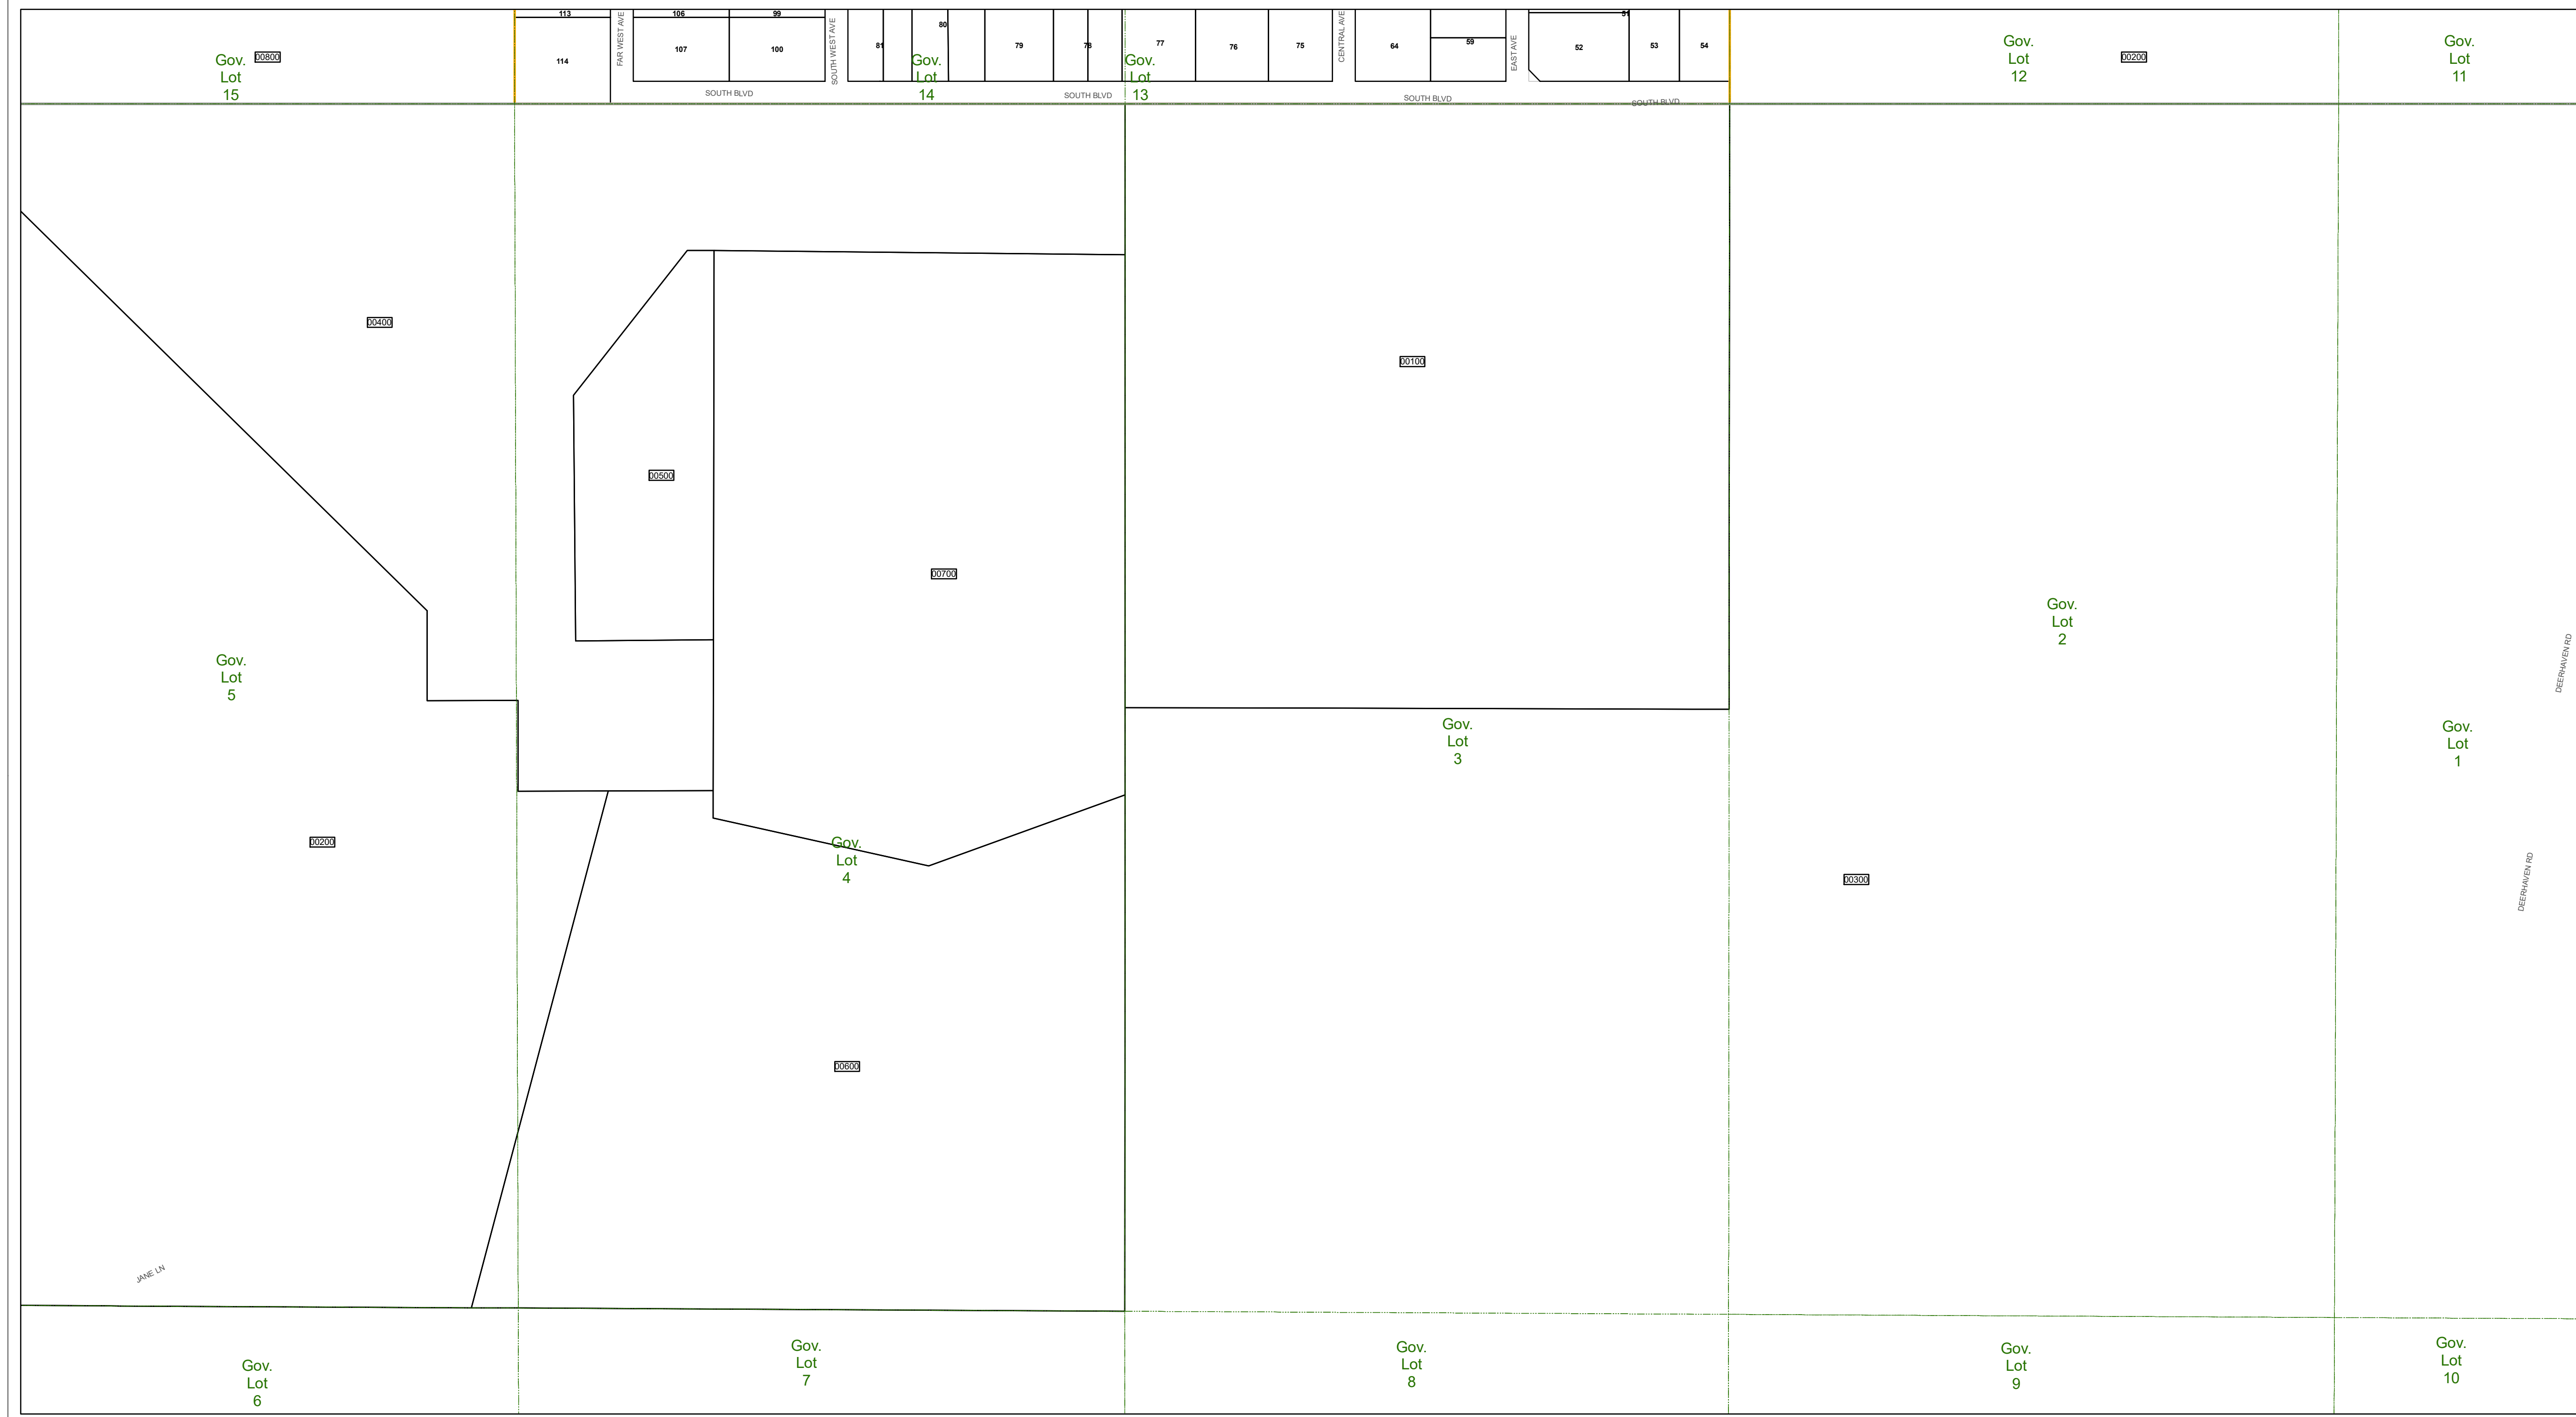 113
106
99
51
80
107
100
81
79
78
77
76
75
64
59
52
53
54
114
FAR WEST AVE
SOUTH WEST AVE
CENTRAL AVE
EAST AVE
Gov.
Lot
15
00800
Gov.
Lot
14
Gov.
Lot
13
Gov.
Lot
12
00200
Gov.
Lot
11
SOUTH BLVD
SOUTH BLVD
SOUTH BLVD
SOUTH BLVD
00400
00100
00500
00700
Gov.
Lot
5
Gov.
Lot
2
DEERHAVEN RD
Gov.
Lot
3
Gov.
Lot
1
00200
Gov.
Lot
4
00300
DEERHAVEN RD
00600
JANE LN
Gov.
Lot
6
Gov.
Lot
7
Gov.
Lot
8
Gov.
Lot
9
Gov.
Lot
10